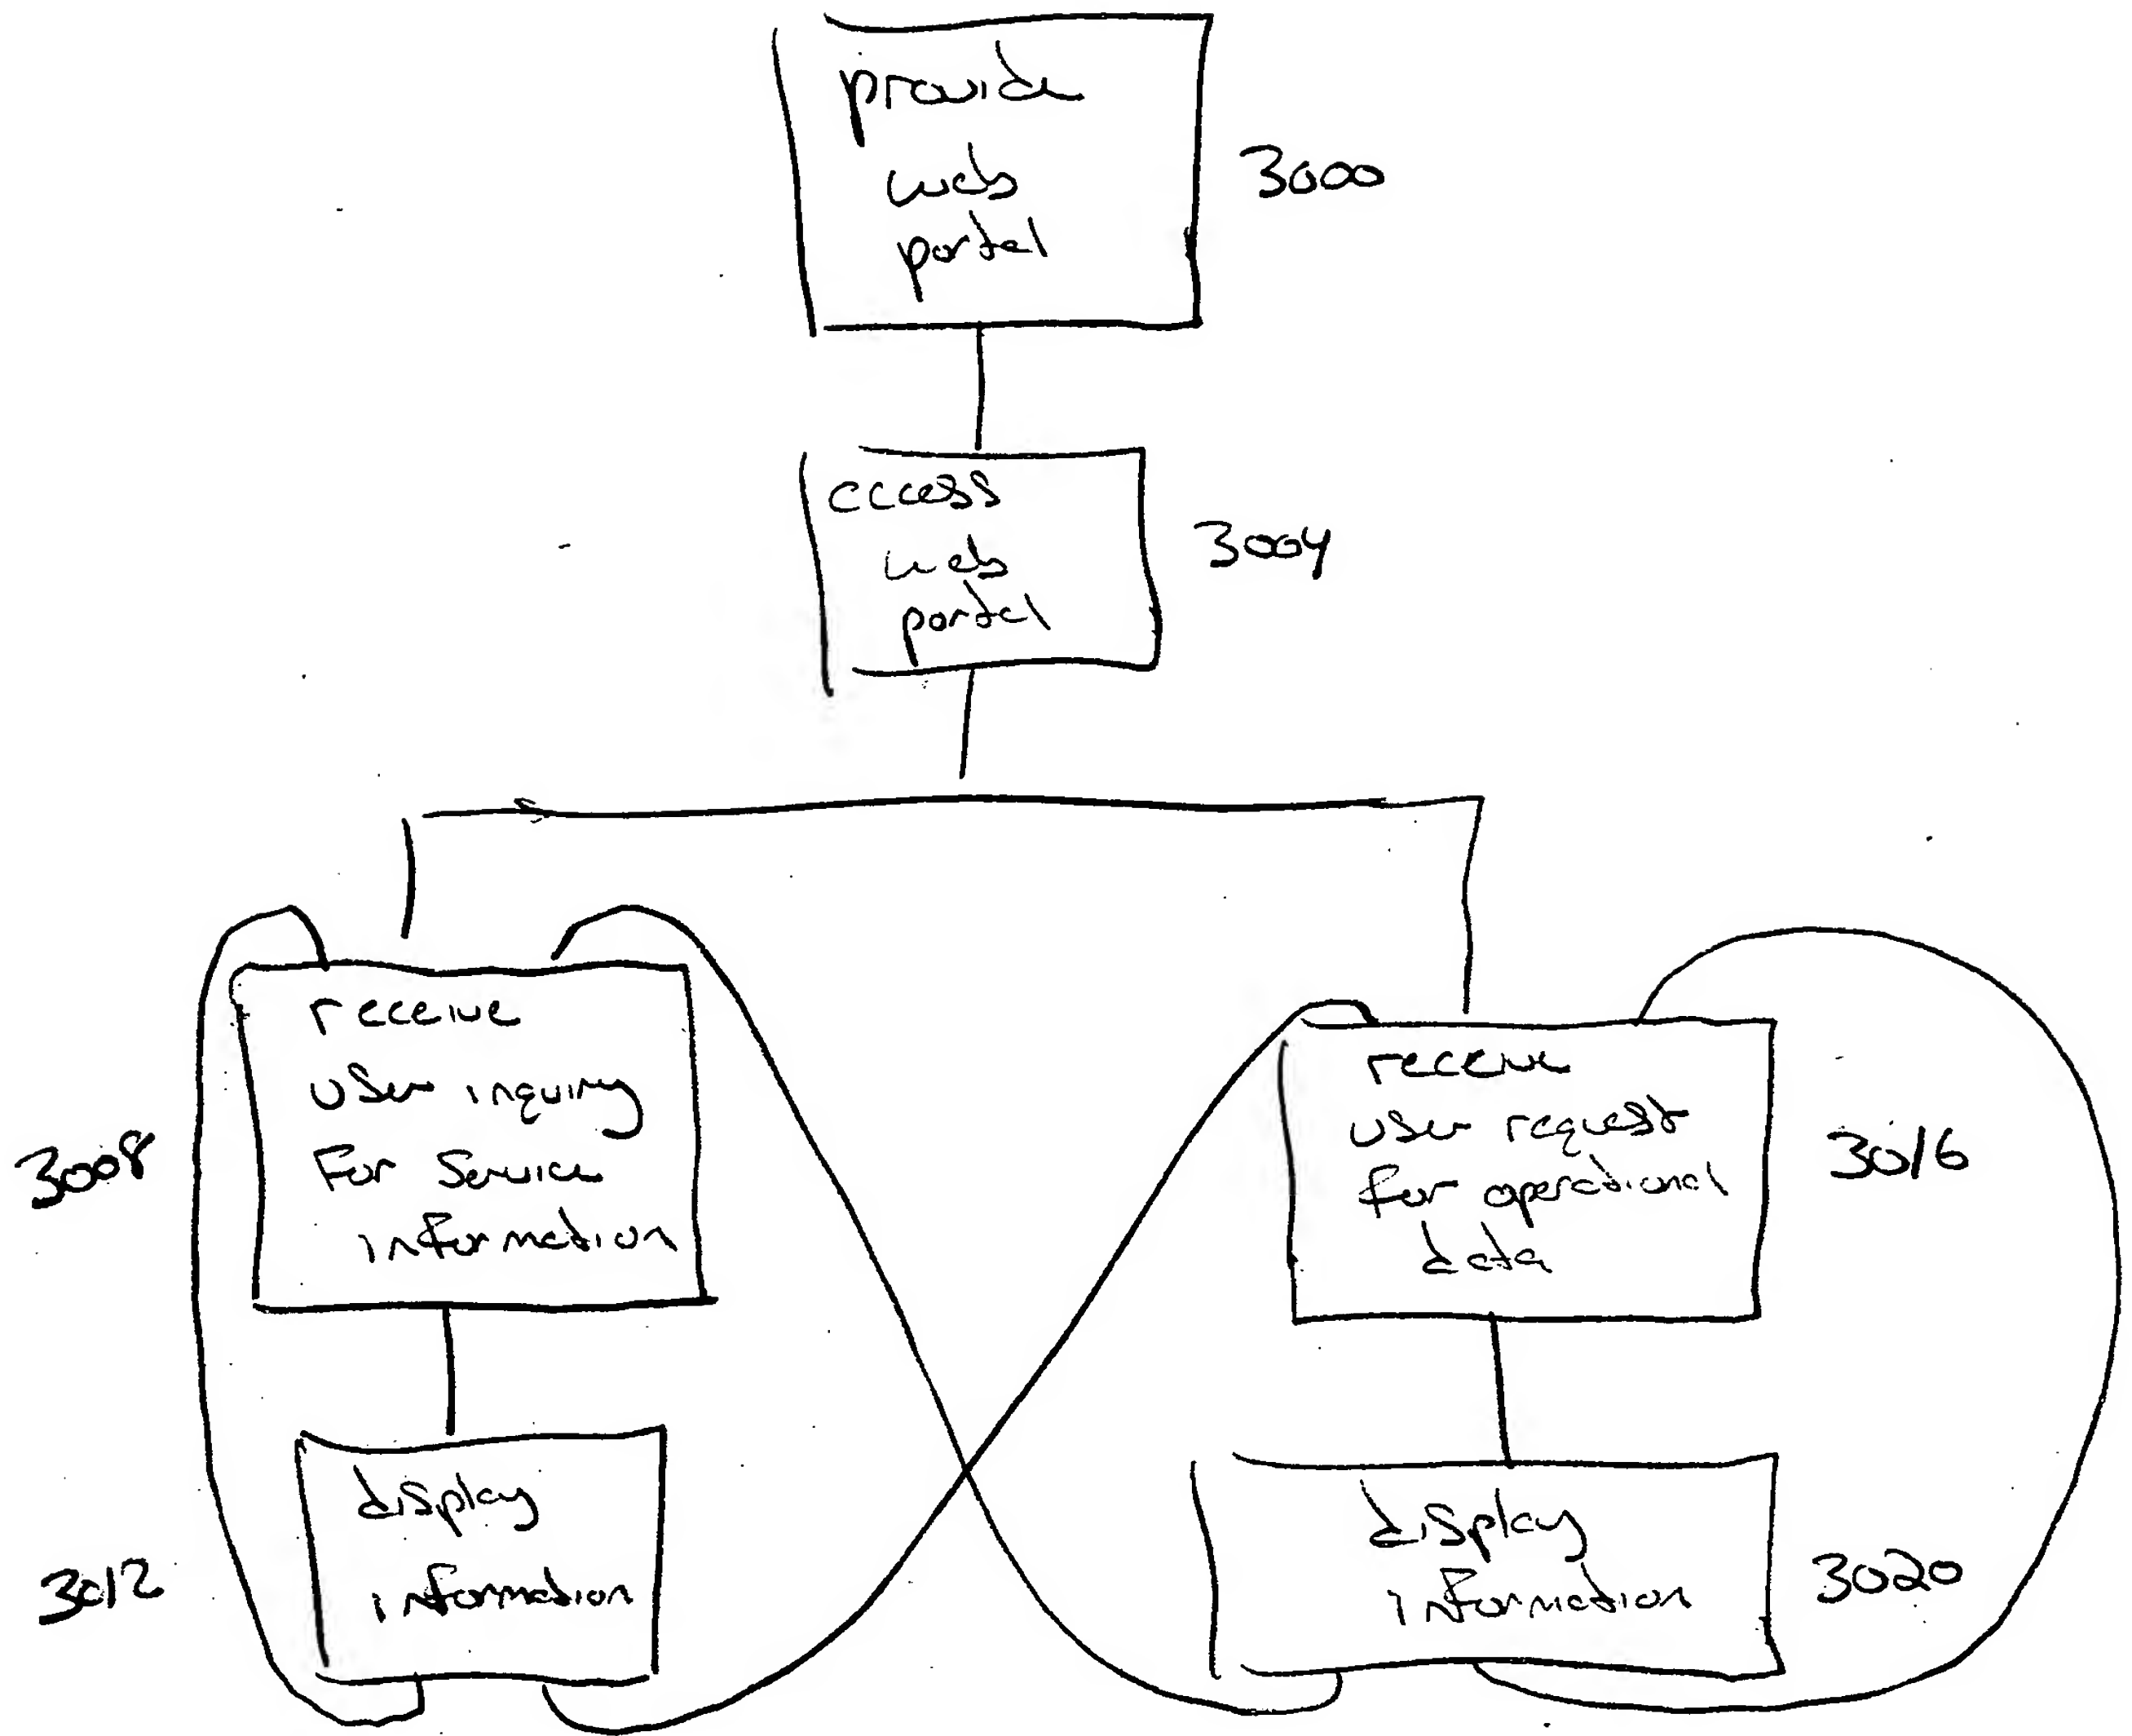 provide
web
portal
3000
access
web
portal
3004
receive
user inquiry
for service
information
3008
receive
user request
for operational
data
3016
display
information
3012
display
information
3020